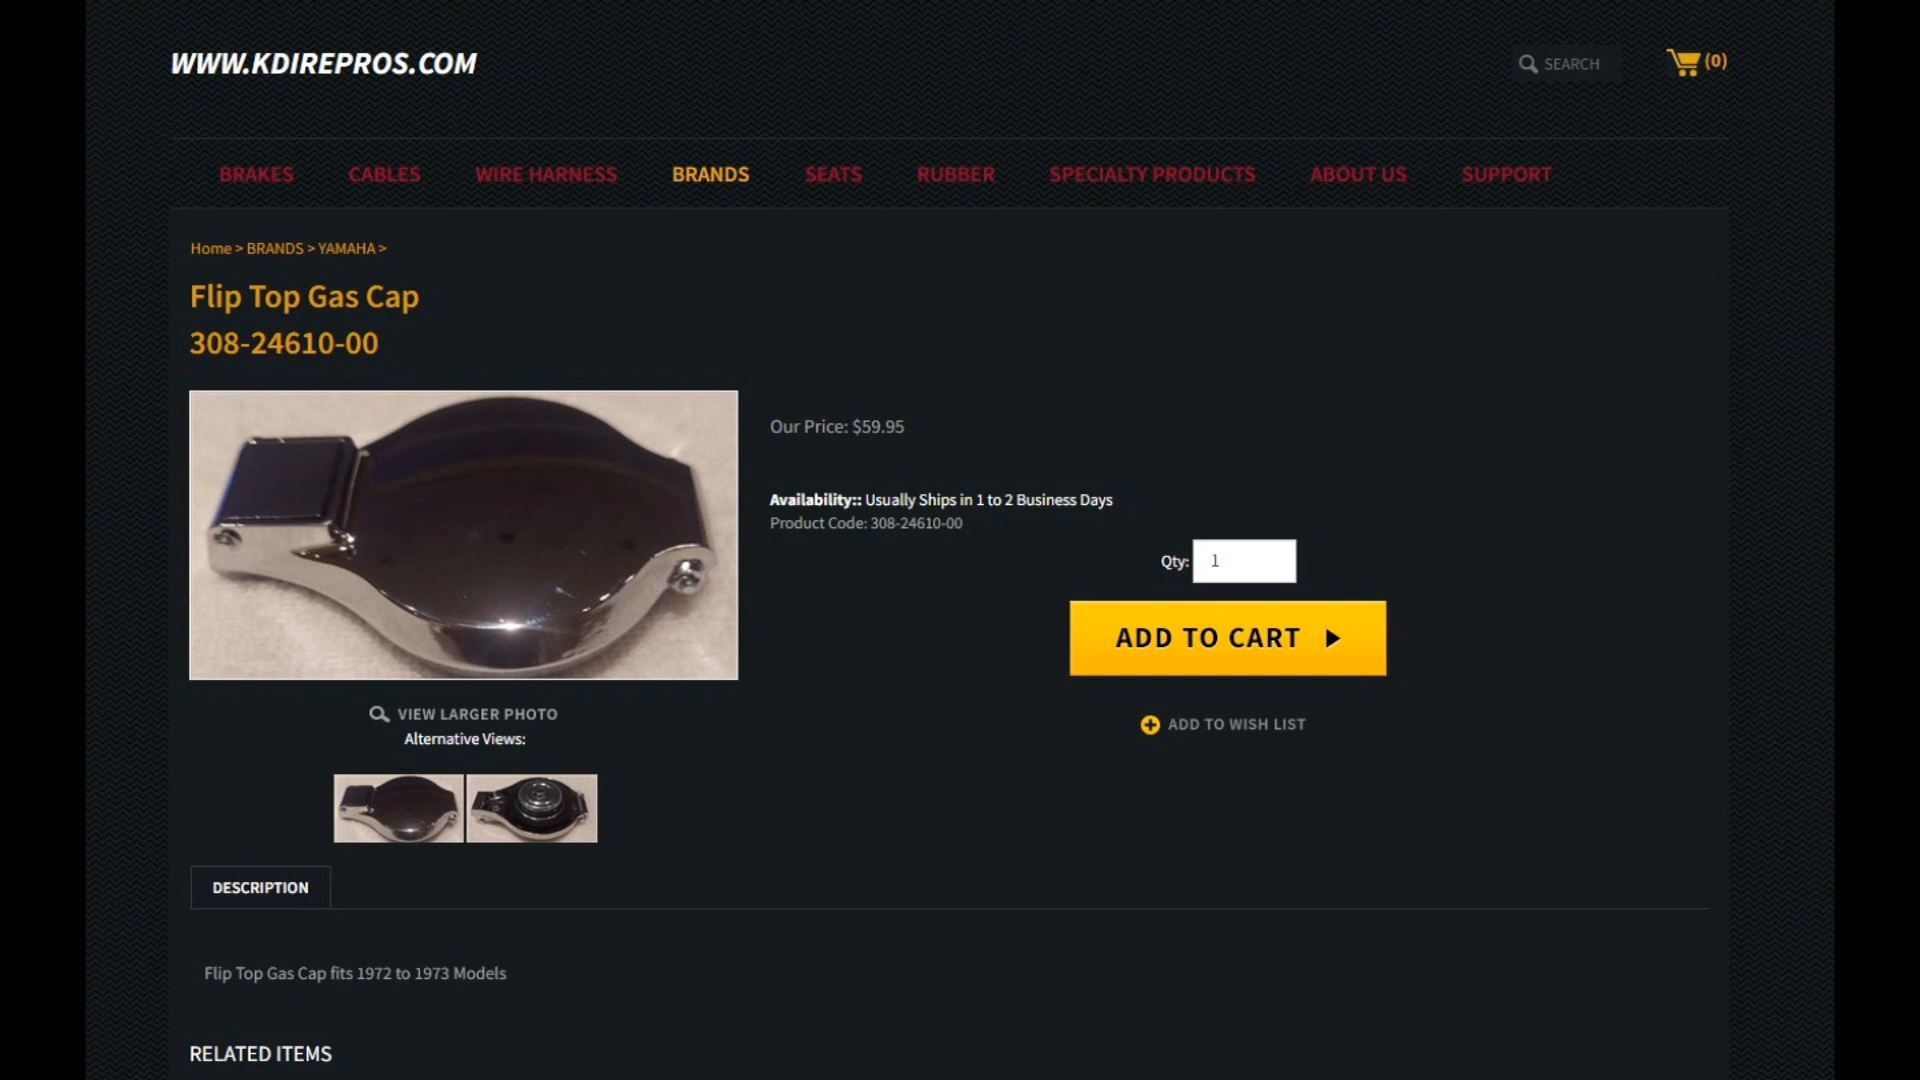 WWW.KDIREPROS.COM
SEARCH
(0)
BRAKES CABLES WIRE HARNESS BRANDS SEATS RUBBER SPECIALTY PRODUCTS ABOUT US SUPPORT
Home > BRANDS > YAMAHA >
Flip Top Gas Cap
308-24610-00
Our Price: $59.95
Availability:: Usually Ships in 1 to 2 Business Days
Product Code: 308-24610-00
Qty: 1
ADD TO CART
ADD TO WISH LIST
VIEW LARGER PHOTO
Alternative Views:
DESCRIPTION
Flip Top Gas Cap fits 1972 to 1973 Models
RELATED ITEMS